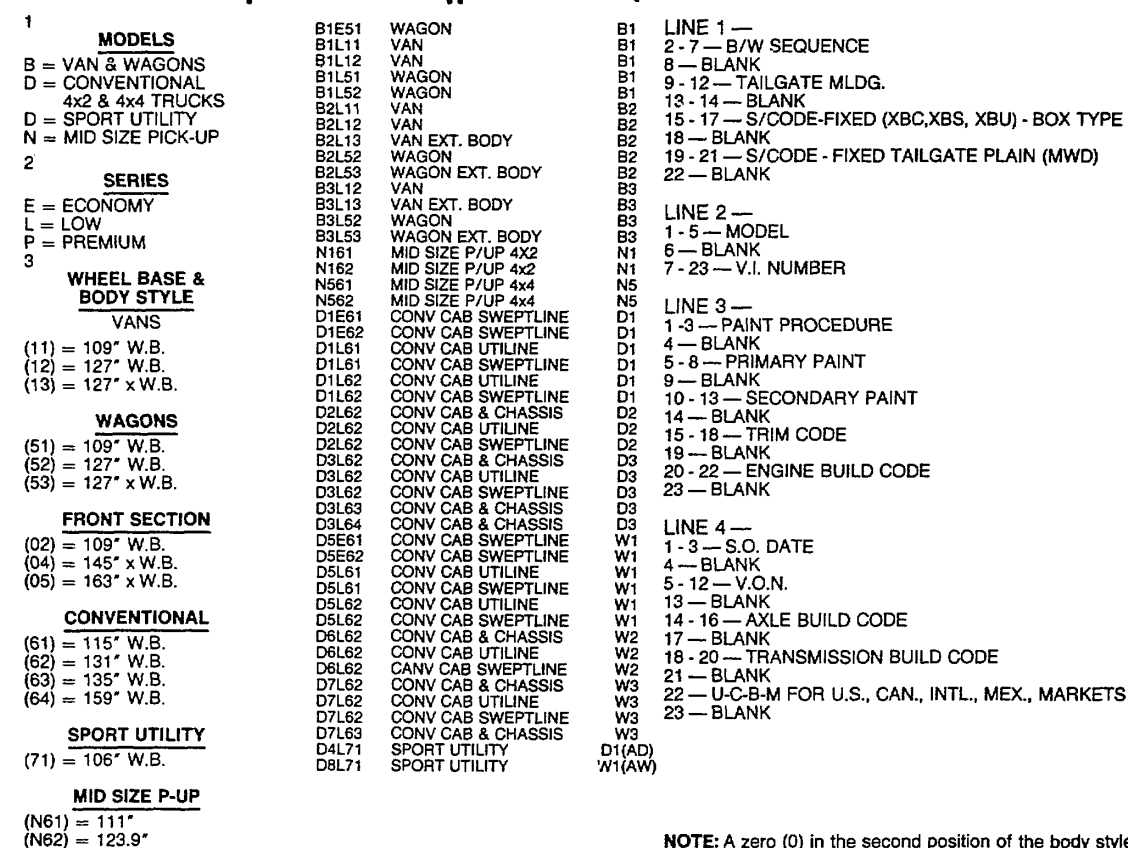 1
MODELS
B = VAN & WAGONS
D = CONVENTIONAL
4x2 & 4x4 TRUCKS
D = SPORT UTILITY
N = MID SIZE PICK-UP
2
SERIES
E = ECONOMY
L = LOW
P = PREMIUM
3
WHEEL BASE &
BODY STYLE
VANS
(11) = 109" W.B.
(12) = 127" W.B.
(13) = 127" x W.B.
WAGONS
(51) = 109" W.B.
(52) = 127" W.B.
(53) = 127" x W.B.
FRONT SECTION
(02) = 109" W.B.
(04) = 145" x W.B.
(05) = 163" x W.B.
CONVENTIONAL
(61) = 115" W.B.
(62) = 131" W.B.
(63) = 135" W.B.
(64) = 159" W.B.
SPORT UTILITY
(71) = 106" W.B.
MID SIZE P-UP
(N61) = 111"
(N62) = 123.9"
B1E51 WAGON B1
B1L11 VAN B1
B1L12 VAN B1
B1L51 WAGON B1
B1L52 WAGON B1
B2L11 VAN B2
B2L12 VAN B2
B2L13 VAN EXT. BODY B2
B2L52 WAGON B2
B2L53 WAGON EXT. BODY B2
B3L12 VAN B3
B3L13 VAN EXT. BODY B3
B3L52 WAGON B3
B3L53 WAGON EXT. BODY B3
N161 MID SIZE P/UP 4X2 N1
N162 MID SIZE P/UP 4x2 N1
N561 MID SIZE P/UP 4x4 N5
N562 MID SIZE P/UP 4x4 N5
D1E61 CONV CAB SWEPTLINE D1
D1E62 CONV CAB SWEPTLINE D1
D1L61 CONV CAB UTILINE D1
D1L61 CONV CAB SWEPTLINE D1
D1L62 CONV CAB UTILINE D1
D1L62 CONV CAB SWEPTLINE D1
D2L62 CONV CAB & CHASSIS D2
D2L62 CONV CAB UTILINE D2
D2L62 CONV CAB SWEPTLINE D2
D3L62 CONV CAB & CHASSIS D3
D3L62 CONV CAB UTILINE D3
D3L62 CONV CAB SWEPTLINE D3
D3L63 CONV CAB & CHASSIS D3
D3L64 CONV CAB & CHASSIS D3
D5E61 CONV CAB SWEPTLINE W1
D5E62 CONV CAB SWEPTLINE W1
D5L61 CONV CAB UTILINE W1
D5L61 CONV CAB SWEPTLINE W1
D5L62 CONV CAB UTILINE W1
D5L62 CONV CAB SWEPTLINE W1
D6L62 CONV CAB & CHASSIS W2
D6L62 CONV CAB UTILINE W2
D6L62 CANV CAB SWEPTLINE W2
D7L62 CONV CAB & CHASSIS W3
D7L62 CONV CAB UTILINE W3
D7L62 CONV CAB SWEPTLINE W3
D7L63 CONV CAB & CHASSIS W3
D4L71 SPORT UTILITY D1(AD)
D8L71 SPORT UTILITY W1(AW)
LINE 1 —
2 - 7 — B/W SEQUENCE
8 — BLANK
9 - 12 — TAILGATE MLDG.
13 - 14 — BLANK
15 - 17 — S/CODE-FIXED (XBC,XBS, XBU) - BOX TYPE
18 — BLANK
19 - 21 — S/CODE - FIXED TAILGATE PLAIN (MWD)
22 — BLANK
LINE 2 —
1 - 5 — MODEL
6 — BLANK
7 - 23 — V.I. NUMBER
LINE 3 —
1 -3 — PAINT PROCEDURE
4 — BLANK
5 - 8 — PRIMARY PAINT
9 — BLANK
10 - 13 — SECONDARY PAINT
14 — BLANK
15 - 18 — TRIM CODE
19 — BLANK
20 - 22 — ENGINE BUILD CODE
23 — BLANK
LINE 4 —
1 - 3 — S.O. DATE
4 — BLANK
5 - 12 — V.O.N.
13 — BLANK
14 - 16 — AXLE BUILD CODE
17 — BLANK
18 - 20 — TRANSMISSION BUILD CODE
21 — BLANK
22 — U-C-B-M FOR U.S., CAN., INTL., MEX., MARKETS
23 — BLANK
NOTE: A zero (0) in the second position of the body style